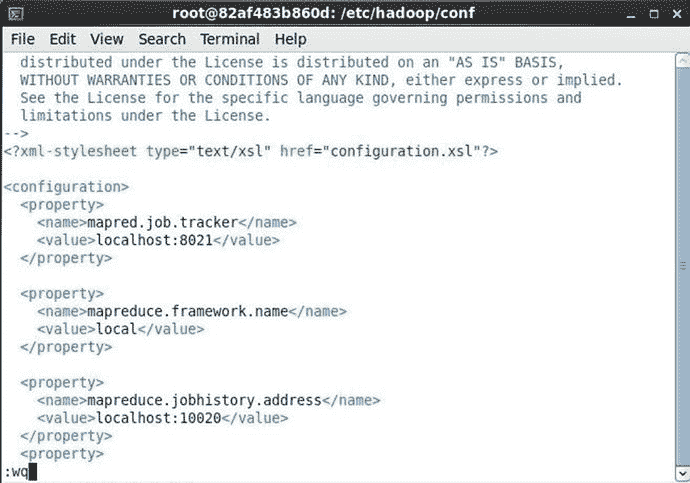 root@82af483b860d: /etc/hadoop/conf
File Edit View Search Terminal Help
distributed under the License is distributed on an "AS IS" BASIS,
WITHOUT WARRANTIES OR CONDITIONS OF ANY KIND, either express or implied.
See the License for the specific language governing permissions and
limitations under the License.
-->
<?xml-stylesheet type="text/xsl" href="configuration.xsl"?>
<configuration>
<property>
<name>mapred.job.tracker</name>
<value>localhost:8021</value>
</property>
<property>
<name>mapreduce.framework.name</name>
<value>local</value>
</property>
<property>
<name>mapreduce.jobhistory.address</name>
<value>localhost:10020</value>
</property>
<property>
:wq